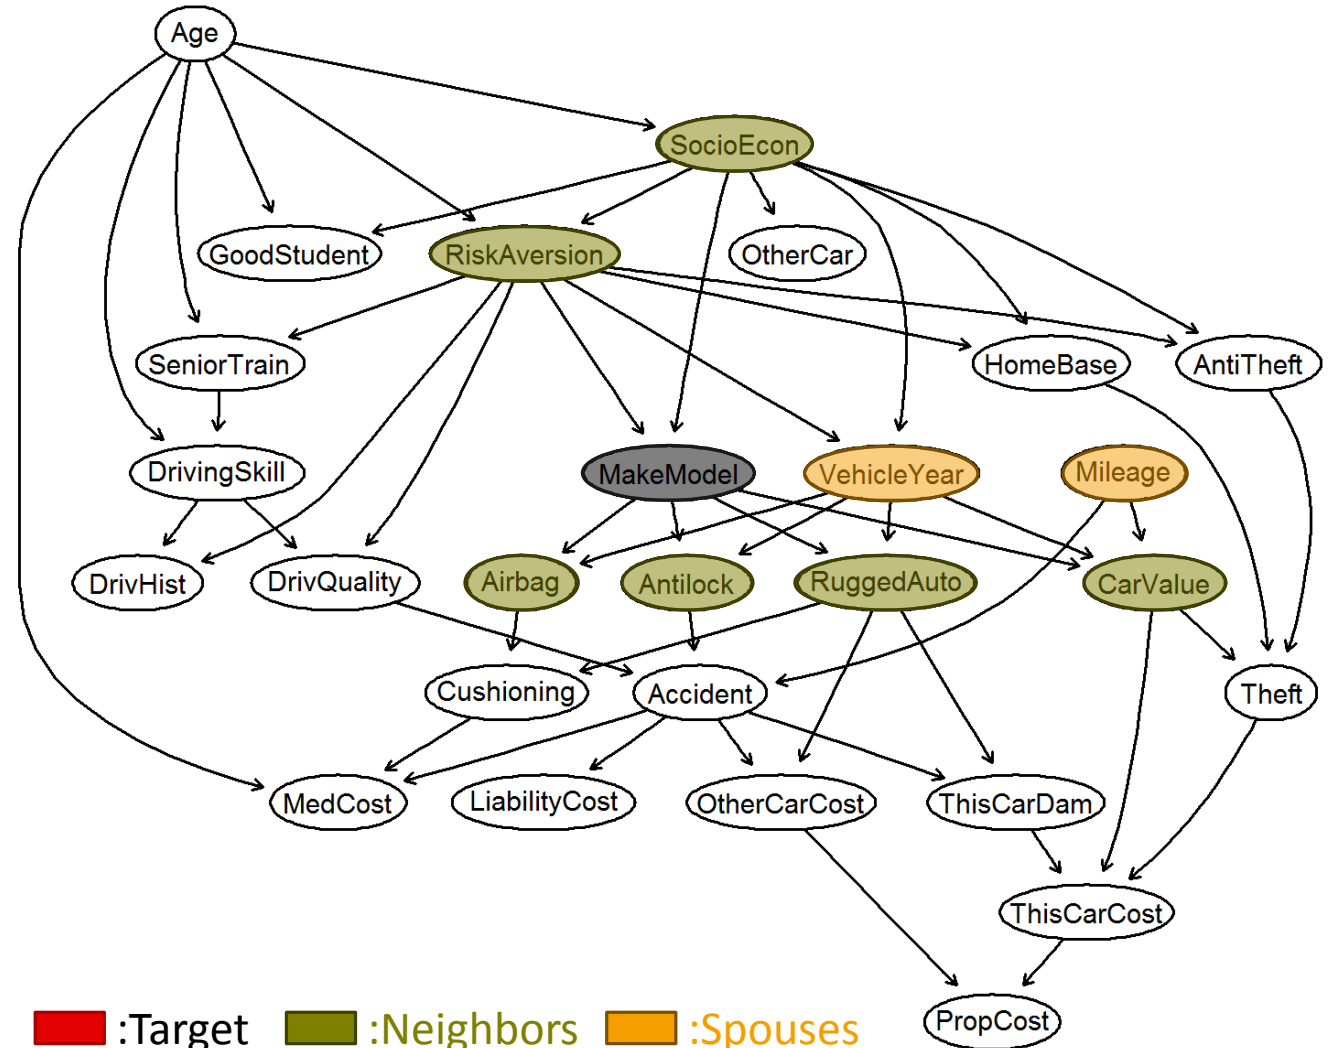 Age
SocioEcon
GoodStudent
RiskAversion
OtherCar
SeniorTrain
HomeBase
AntiTheft
DrivingSkill
MakeModel
VehicleYear
Mileage
DrivHist
DrivQuality
Airbag
Antilock
RuggedAuto
CarValue
Cushioning
Accident
Theft
MedCost
LiabilityCost
OtherCarCost
ThisCarDam
ThisCarCost
PropCost
:Target
:Neighbors
:Spouses